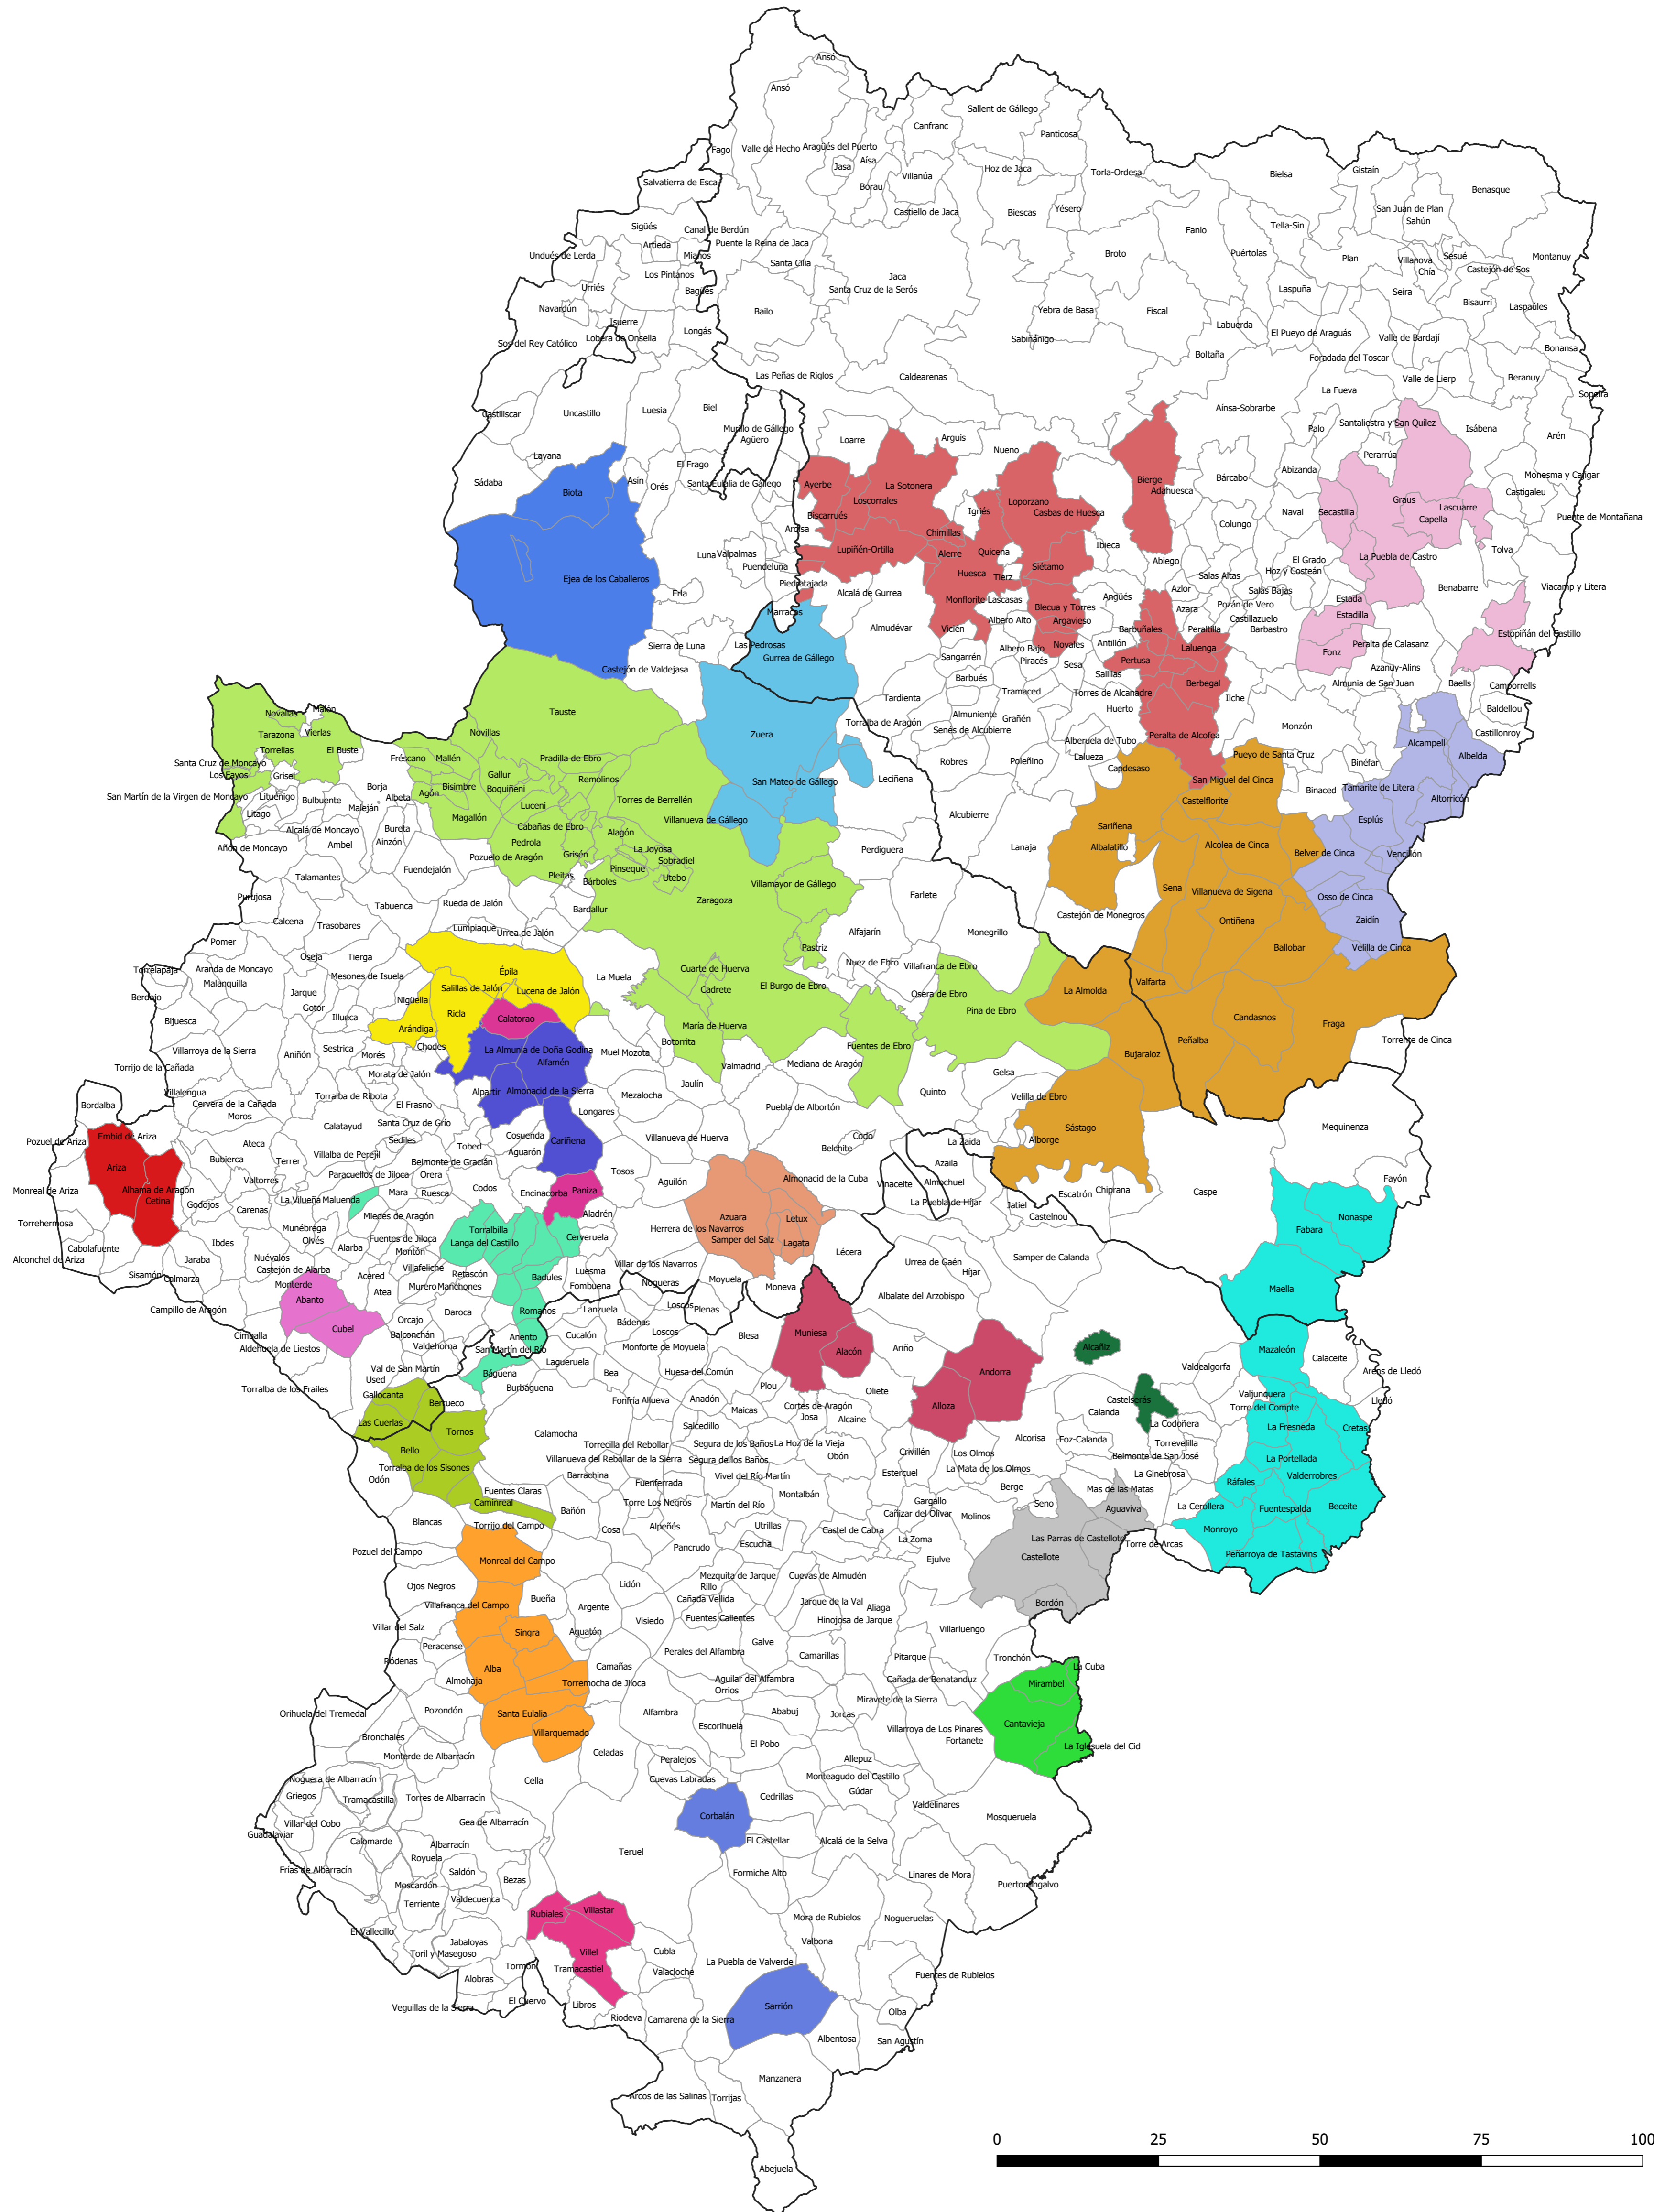 Ansó
Ansó
Sallent de Gállego
Canfranc
Panticosa
Fago
Valle de Hecho
Aragüés del Puerto
Jasa
Aísa
Borau
Villanúa
Hoz de Jaca
Torla-Ordesa
Bielsa
Gistaín
Benasque
Salvatierra de Esca
Castiello de Jaca
Biescas
Yésero
Fanlo
Tella-Sin
San Juan de Plan
Sahún
Sigüés
Canal de Berdún
Artieda
Mianos
Puente la Reina de Jaca
Undués de Lerda
Santa Cilia
Broto
Puértolas
Plan
Villanova
Sesué
Chía
Castejón de Sos
Montanuy
Los Pintanos
Jaca
Santa Cruz de la Serós
Urriés
Bagüés
Laspuña
Seira
Bisaurri
Laspaúles
Navardún
Isuerre
Bailo
Yebra de Basa
Fiscal
Labuerda
El Pueyo de Araguás
Valle de Bardají
Sos del Rey Católico
Lobera de Onsella
Longás
Sabiñánigo
Boltaña
Foradada del Toscar
Bonansa
Las Peñas de Riglos
Caldearenas
La Fueva
Valle de Lierp
Beranuy
Sopeira
Castiliscar
Uncastillo
Luesia
Biel
Aínsa-Sobrarbe
Murillo de Gállego
Agüero
Loarre
Arguis
Nueno
Palo
Santaliestra y San Quílez
Isábena
Arén
Layana
Sádaba
Biota
Asín
Orés
El Frago
Santa Eulalia de Gállego
Ayerbe
La Sotonera
Loscorrales
Biscarrués
Loporzano
Casbas de Huesca
Igriés
Bierge
Adahuesca
Bárcabo
Abizanda
Perarrúa
Graus
Monesma y Cajigar
Castigaleu
Puente de Montañana
Naval
Secastilla
Capella
Lascuarre
Ardisa
Chimillas
Lupiñén-Ortilla
Alerre
Quicena
Huesca
Tierz
Siétamo
Ibieca
Abiego
Colungo
El Grado
Hoz y Costeán
La Puebla de Castro
Tolva
Luna
Valpalmas
Puendeluna
Piedratajada
Ejea de los Caballeros
Erla
Alcalá de Gurrea
Monflorite-Lascasas
Blecua y Torres
Angüés
Azlor
Salas Altas
Salas Bajas
Benabarre
Viacamp y Litera
Marracos
Almudévar
Vicién
Albero Alto
Argavieso
Barbuñales
Azara
Pozán de Vero
Castillazuelo
Estada
Estadilla
Sierra de Luna
Las Pedrosas
Gurrea de Gállego
Sangarrén
Albero Bajo
Novales
Antillón
Peraltilla
Laluenga
Barbastro
Fonz
Peralta de Calasanz
Estopiñán del Castillo
Castejón de Valdejasa
Piracés
Sesa
Pertusa
Salillas
Azanuy-Alins
Barbués
Almunia de San Juan
Baells
Camporrells
Tauste
Tardienta
Tramaced
Torres de Alcanadre
Berbegal
Ilche
Baldellou
Novallas
Malón
Almuniente
Grañén
Huerto
Monzón
Castillonroy
Vierlas
Tarazona
Novillas
Zuera
Torralba de Aragón
Senés de Alcubierre
Peralta de Alcofea
Alcampell
Albelda
Torrellas
El Buste
Santa Cruz de Moncayo
Fréscano
Mallén
Pradilla de Ebro
Robres
Poleñino
Alberuela de Tubo
Lalueza
Capdesaso
Pueyo de Santa Cruz
Binéfar
Los Fayos
Grisel
Gallur
Remolinos
San Mateo de Gállego
Leciñena
San Miguel del Cinca
Tamarite de Litera
Borja
Bisimbre
Boquiñeni
Agón
Binaced
San Martín de la Virgen de Moncayo
Lituénigo
Bulbuente
Albeta
Maleján
Luceni
Torres de Berrellén
Castelflorite
Altorricón
Litago
Magallón
Villanueva de Gállego
Alcubierre
Esplús
Alcalá de Moncayo
Bureta
Cabañas de Ebro
Alagón
Sariñena
Añón de Moncayo
Ambel
Ainzón
Pedrola
La Joyosa
Perdiguera
Lanaja
Albalatillo
Alcolea de Cinca
Belver de Cinca
Vencillón
Pozuelo de Aragón
Grisén
Sobradiel
Fuendejalón
Pleitas
Pinseque
Utebo
Bárboles
Talamantes
Villamayor de Gállego
Sena
Villanueva de Sigena
Osso de Cinca
Purujosa
Tabuenca
Rueda de Jalón
Bardallur
Zaragoza
Farlete
Castejón de Monegros
Ontiñena
Zaidín
Calcena
Trasobares
Lumpiaque
Urrea de Jalón
Alfajarín
Monegrillo
Pomer
Pastriz
Ballobar
Velilla de Cinca
Oseja
Tierga
Torrelapaja
Aranda de Moncayo
Malanquilla
Mesones de Isuela
Épila
La Muela
Cuarte de Huerva
Nuez de Ebro
Villafranca de Ebro
Valfarta
Berdejo
Jarque
Salillas de Jalón
Lucena de Jalón
Cadrete
El Burgo de Ebro
Osera de Ebro
La Almolda
Nigüella
Gotor
Illueca
Ricla
Calatorao
Pina de Ebro
Candasnos
Fraga
Bijuesca
Arándiga
María de Huerva
Villarroya de la Sierra
Aniñón
Sestrica
Morés
Chodes
La Almunia de Doña Godina
Alfamén
Muel
Mozota
Botorrita
Fuentes de Ebro
Bujaraloz
Peñalba
Torrente de Cinca
Torrijo de la Cañada
Morata de Jalón
Valmadrid
Mediana de Aragón
Gelsa
Villalengua
Alpartir
Almonacid de la Sierra
Jaulín
Mezalocha
Quinto
Velilla de Ebro
Bordalba
Cervera de la Cañada
Torralba de Ribota
El Frasno
Longares
Puebla de Albortón
Moros
Calatayud
Santa Cruz de Grío
Sástago
Mequinenza
Pozuel de Ariza
Embid de Ariza
Ateca
Sediles
Tobed
Cosuenda
Cariñena
Villanueva de Huerva
Codo
Belchite
La Zaida
Alborge
Bubierca
Terrer
Villalba de Perejil
Belmonte de Gracián
Aguarón
Azaila
Ariza
Valtorres
Paracuellos de Jiloca
Orera
Tosos
Aguilón
Almonacid de la Cuba
Vinaceite
Almochuel
Caspe
Fayón
Monreal de Ariza
Alhama de Aragón
Cetina
La Vilueña
Maluenda
Mara
Ruesca
Codos
Encinacorba
Paniza
La Puebla de Híjar
Escatrón
Chiprana
Godojos
Carenas
Miedes de Aragón
Jatiel
Castelnou
Torrehermosa
Munébrega
Aladrén
Azuara
Letux
Nonaspe
Fabara
Olvés
Fuentes de Jiloca
Torralbilla
Langa del Castillo
Cerveruela
Herrera de los Navarros
Samper del Salz
Lagata
Cabolafuente
Ibdes
Alarba
Montón
Lécera
Samper de Calanda
Alconchel de Ariza
Jaraba
Nuévalos
Castejón de Alarba
Villafeliche
Villar de los Navarros
Urrea de Gaén
Híjar
Sisamón
Calmarza
Monterde
Acered
Retascón
Badules
Luesma
Fombuena
Nogueras
Moyuela
Moneva
Maella
Atea
Murero
Manchones
Campillo de Aragón
Abanto
Daroca
Romanos
Lanzuela
Loscos
Plenas
Albalate del Arzobispo
Cubel
Orcajo
Bádenas
Cimballa
Balconchán
Anento
Cucalón
Loscos
Blesa
Muniesa
Ariño
Alcañiz
Mazaleón
Aldehuela de Liestos
Valdehorna
San Martín del Río
Monforte de Moyuela
Alacón
Calaceite
Val de San Martín
Lagueruela
Valdealgorfa
Arens de Lledó
Used
Báguena
Bea
Huesa del Común
Andorra
Torralba de los Frailes
Burbáguena
Plou
Oliete
Gallocanta
Berrueco
Fonfría
Allueva
Anadón
Cortes de Aragón
Alloza
Castelserás
Valjunquera
Lledó
Maicas
Josa
Torre del Compte
Las Cuerlas
Tornos
Salcedillo
Alcaine
Calanda
La Codoñera
La Fresneda
Cretas
Bello
Calamocha
Torrecilla del Rebollar
Segura de los Baños
La Hoz de la Vieja
Crivillén
Los Olmos
Alcorisa
Foz-Calanda
Torrevelilla
Obón
Belmonte de San José
La Portellada
Torralba de los Sisones
Villanueva del Rebollar de la Sierra
Segura de los Baños
Odón
Barrachina
Vivel del Río Martín
Estercuel
La Mata de los Olmos
La Ginebrosa
Valderrobres
Fuentes Claras
Fuenferrada
Montalbán
Berge
Mas de las Matas
Ráfales
Caminreal
Bañón
Torre Los Negros
Martín del Río
Gargallo
Seno
Aguaviva
La Cerollera
Fuentespalda
Beceite
Cañizar del Olivar
Molinos
Blancas
Torrijo del Campo
Cosa
Alpeñés
Utrillas
Castel de Cabra
La Zoma
Las Parras de Castellote
Monroyo
Pozuel del Campo
Pancrudo
Escucha
Torre de Arcas
Monreal del Campo
Ejulve
Castellote
Peñarroya de Tastavins
Ojos Negros
Lidón
Mezquita de Jarque
Cuevas de Almudén
Rillo
Villafranca del Campo
Bueña
Argente
Cañada Vellida
Jarque de la Val
Bordón
Visiedo
Fuentes Calientes
Aliaga
Hinojosa de Jarque
Villar del Salz
Singra
Aguatón
Villarluengo
Peracense
Galve
Ródenas
Perales del Alfambra
Camarillas
Pitarque
Tronchón
La Cuba
Alba
Camañas
Almohaja
Torremocha de Jiloca
Aguilar del Alfambra
Orrios
Cañada de Benatanduz
Mirambel
Orihuela del Tremedal
Pozondón
Santa Eulalia
Alfambra
Ababuj
Jorcas
Miravete de la Sierra
Cantavieja
Bronchales
Villarquemado
Escorihuela
Villarroya de Los Pinares
Fortanete
El Pobo
La Iglesuela del Cid
Monterde de Albarracín
Celadas
Peralejos
Allepuz
Noguera de Albarracín
Cella
Cuevas Labradas
Monteagudo del Castillo
Griegos
Tramacastilla
Torres de Albarracín
Cedrillas
Gúdar
Valdelinares
Villar del Cobo
Gea de Albarracín
Corbalán
Mosqueruela
Guadalaviar
Calomarde
Albarracín
Teruel
El Castellar
Alcalá de la Selva
Royuela
Frías de Albarracín
Saldón
Bezas
Formiche Alto
Linares de Mora
Moscardón
Puertomingalvo
Terriente
Valdecuenca
Rubiales
Villastar
Mora de Rubielos
Nogueruelas
El Vallecillo
Jabaloyas
Valbona
Toril y Masegoso
Villel
Cubla
La Puebla de Valverde
Tormón
Tramacastiel
Valacloche
Fuentes de Rubielos
Alobras
Veguillas de la Sierra
El Cuervo
Libros
Sarrión
Riodeva
Camarena de la Sierra
Olba
Albentosa
San Agustín
Manzanera
Arcos de las Salinas
Torrijas
Abejuela
0 25 50 75 100